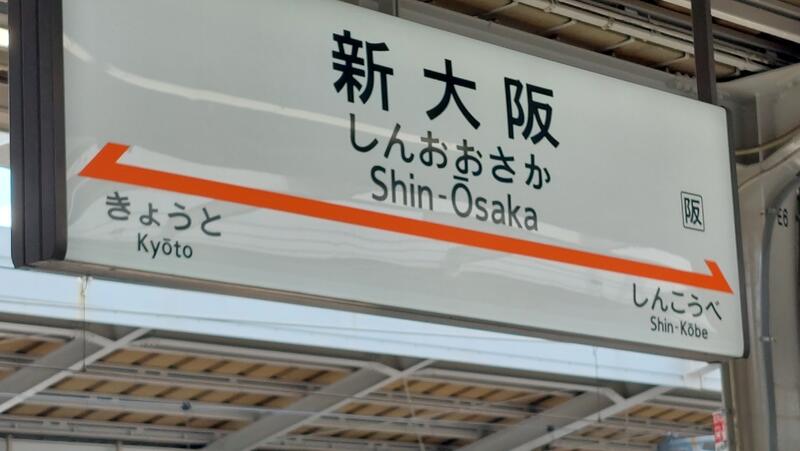 新大阪
しんおおさか
Shin-Ōsaka
阪
きょうと
Kyōto
しんこうべ
Shin-Kōbe
E6